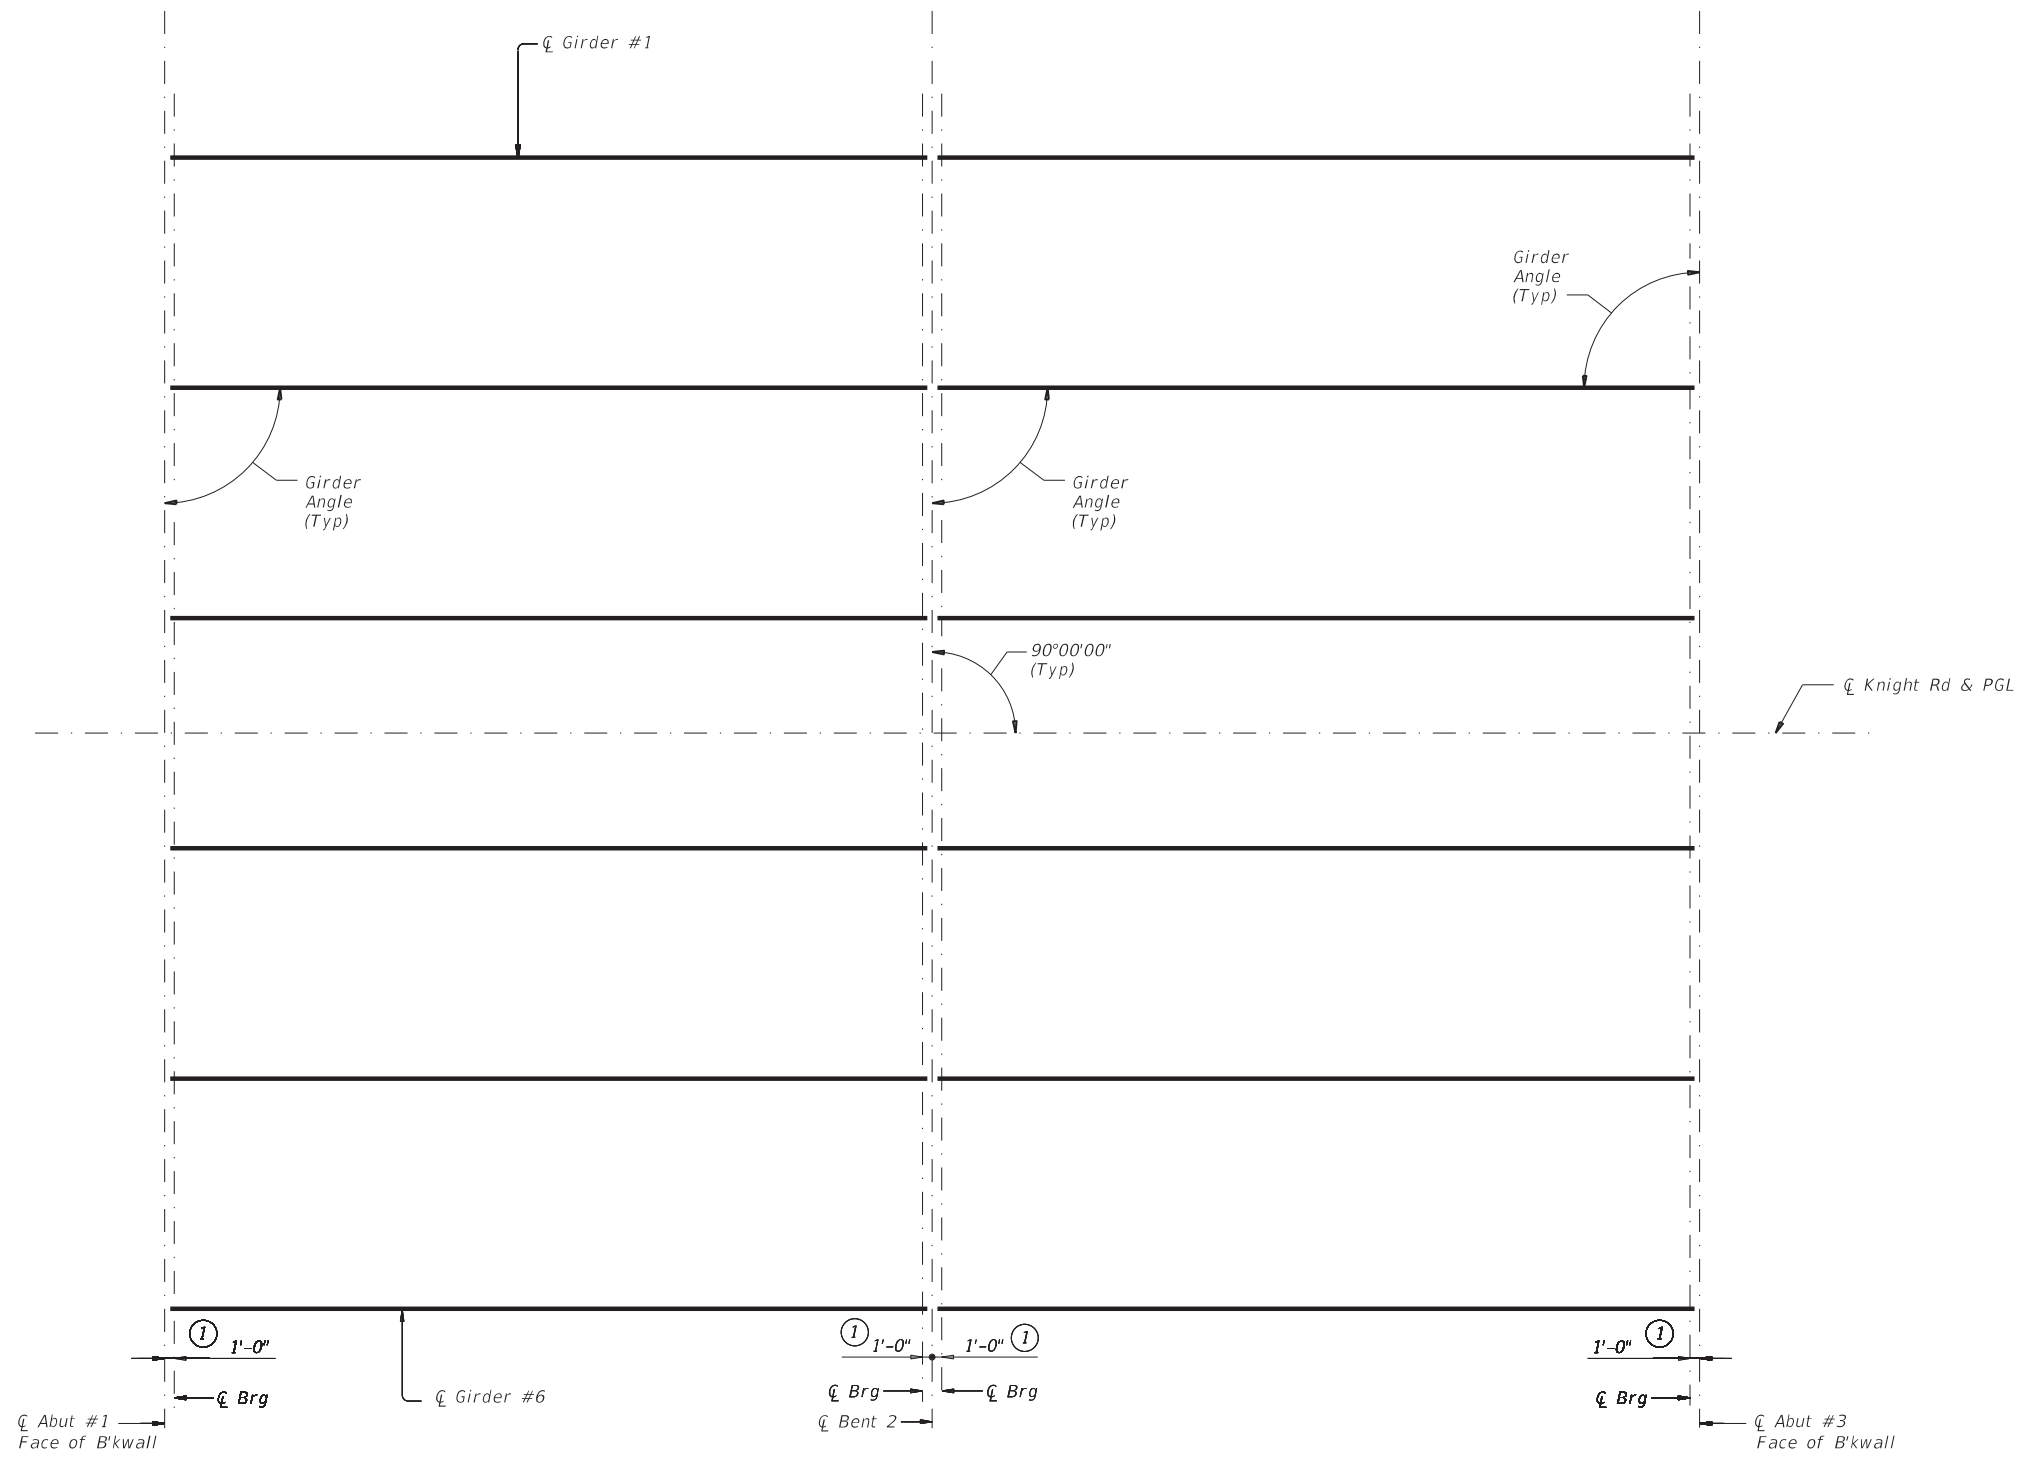 ℄ Girder #1
Girder
Angle
(Typ)
Girder
Angle
(Typ)
Girder
Angle
(Typ)
90°00'00"
(Typ)
℄ Knight Rd & PGL
1
1'-0"
1
1'-0"
1'-0"
1
1'-0"
1
℄ Brg
℄ Girder #6
℄ Brg
℄ Brg
℄ Brg
℄ Abut #1
Face of B'kwall
℄ Bent 2
℄ Abut #3
Face of B'kwall